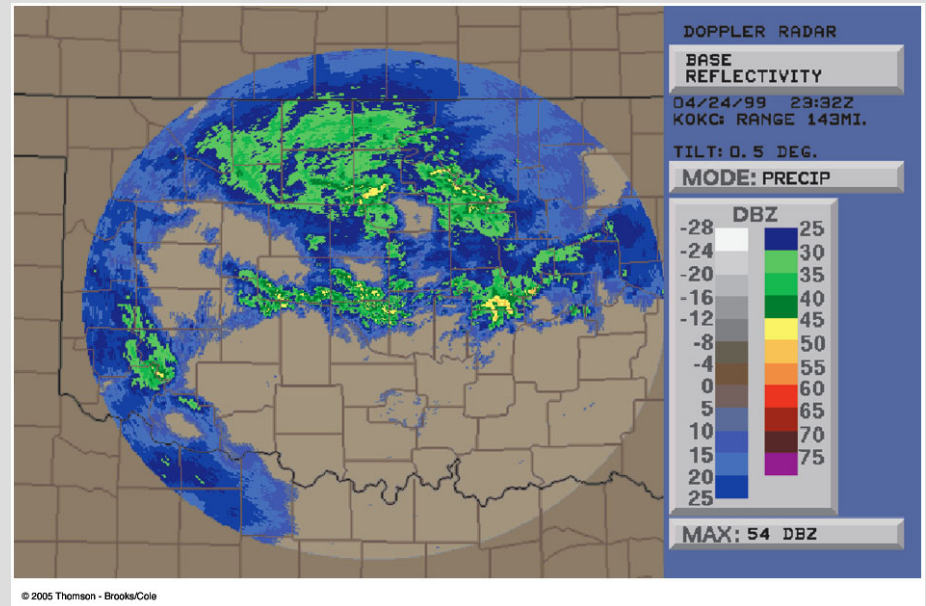 DOPPLER RADAR
BASE
REFLECTIVITY
04/24/99 23:32Z
KOKC: RANGE 143MI.
TILT: 0.5 DEG.
MODE: PRECIP
DBZ
-28 25
-24 30
-20 35
-16 40
-12 45
-8 50
-4 55
0 60
5 65
10 70
15 75
20
25
MAX: 54 DBZ
© 2005 Thomson - Brooks/Cole